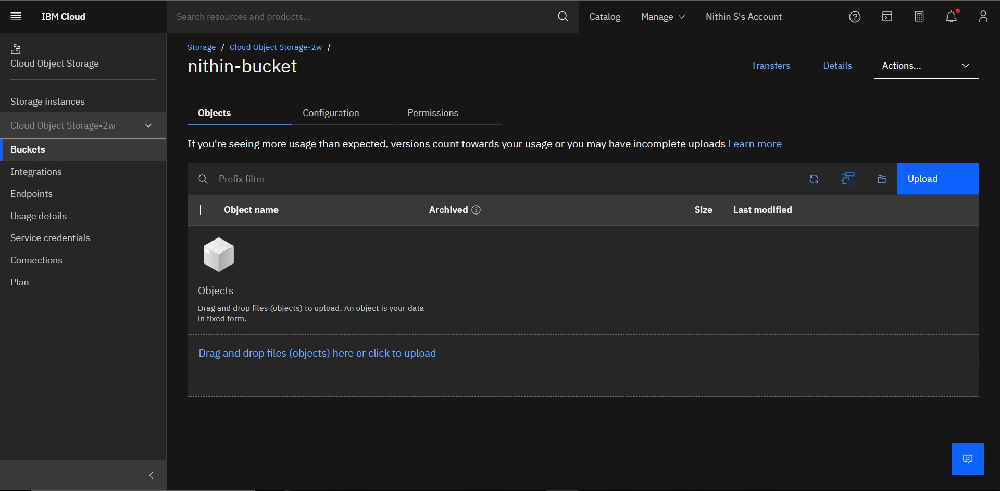 IBM Cloud
Search resources and products...
Catalog
Manage
Nithin S's Account
Cloud Object Storage
Storage instances
Cloud Object Storage-2w
Buckets
Integrations
Endpoints
Usage details
Service credentials
Connections
Plan
Storage / Cloud Object Storage-2w /
nithin-bucket
Transfers
Details
Actions...
Objects
Configuration
Permissions
If you're seeing more usage than expected, versions count towards your usage or you may have incomplete uploads Learn more
Prefix filter
Upload
Object name
Archived
Size
Last modified
Objects
Drag and drop files (objects) to upload. An object is your data
in fixed form.
Drag and drop files (objects) here or click to upload